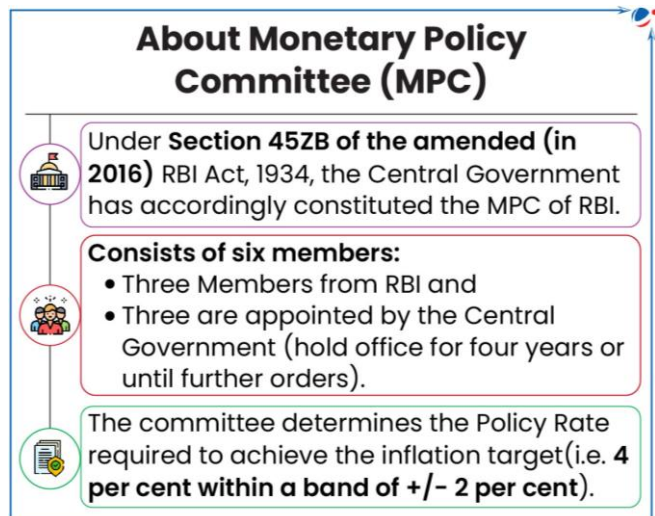 About Monetary Policy
Committee (MPC)
Under Section 45ZB of the amended (in
2016) RBI Act, 1934, the Central Government
has accordingly constituted the MPC of RBI.
Consists of six members:
• Three Members from RBI and
• Three are appointed by the Central
Government (hold office for four years or
until further orders).
The committee determines the Policy Rate
required to achieve the inflation target(i.e. 4
per cent within a band of +/- 2 per cent).